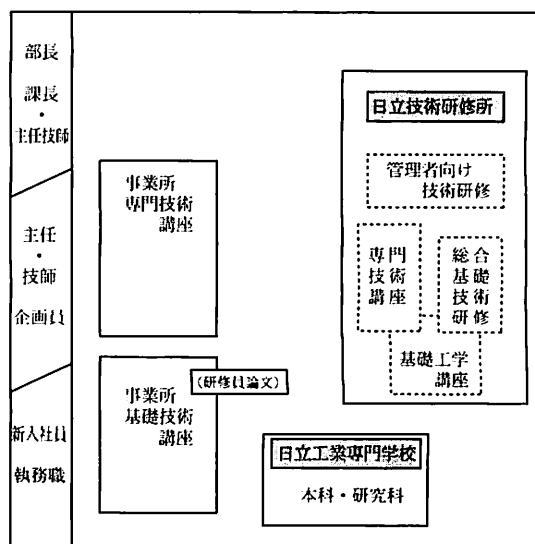 部長
課長
・
主任技師
主任
・
技師
企画員
新入社員
執務職
事業所
専門技術
講座
事業所
基礎技術
講座
(研修員論文)
日立技術研修所
管理者向け
技術研修
専門
技術
講座
総合
基礎
技術
研修
基礎工学
講座
日立工業専門学校
本科・研究科